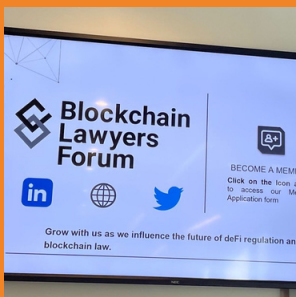 Blockchain
Lawyers
Forum
in
BECOME A
Click on the Icon
to access our
Application form
Grow with us as we influence the future of deFi regulation
blockchain law.